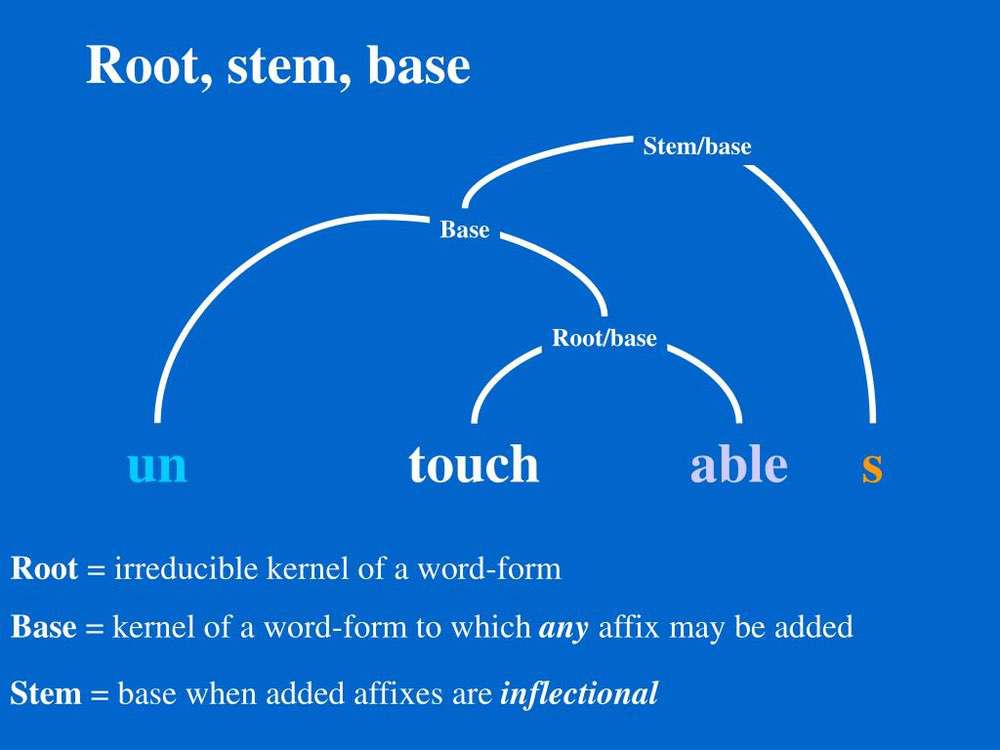 Root, stem, base
Stem/base
Base
Root/base
un touch able s
Root = irreducible kernel of a word-form
Base = kernel of a word-form to which any affix may be added
Stem = base when added affixes are inflectional